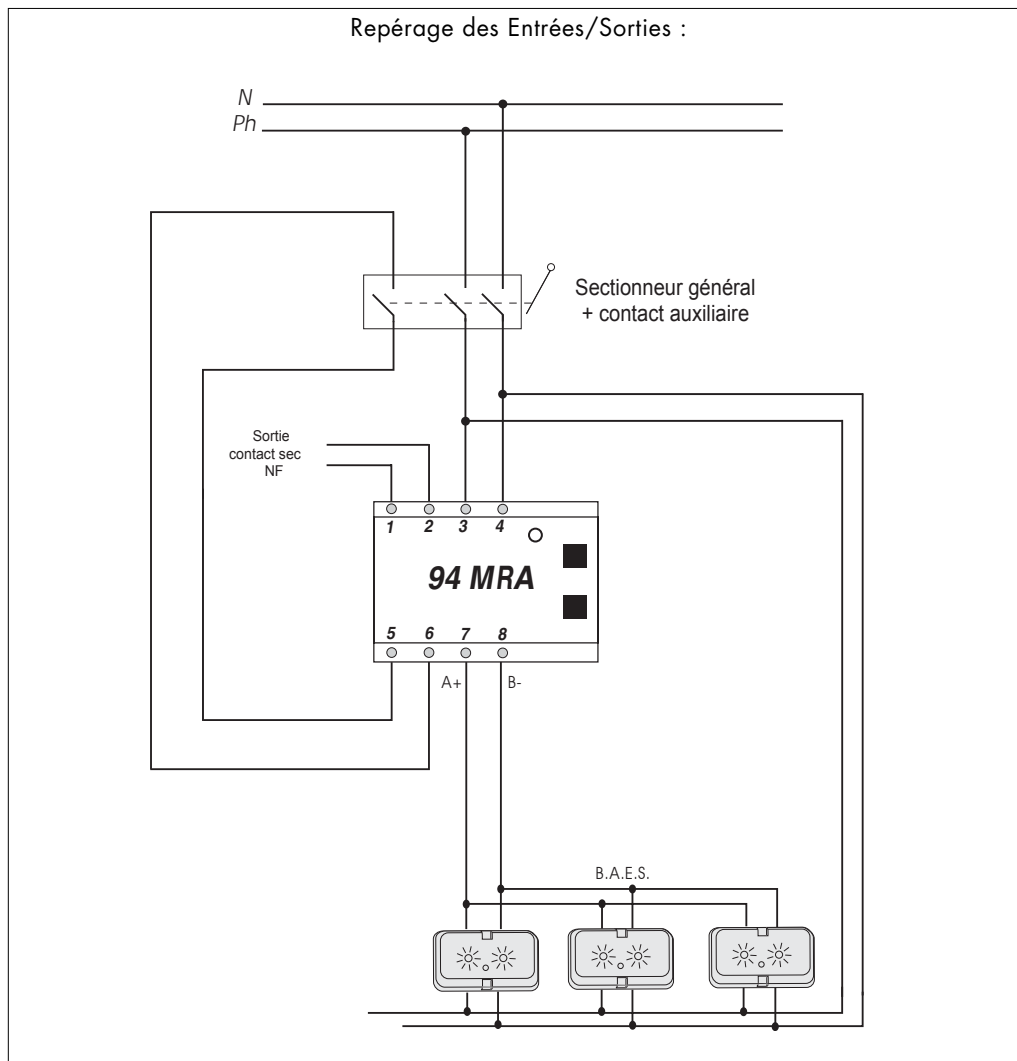 Repérage des Entrées/Sorties :
N
Ph
Sectionneur général
+ contact auxiliaire
Sortie
contact sec
NF
1 2 3 4
94 MRA
5 6 7 8
A+ B-
B.A.E.S.